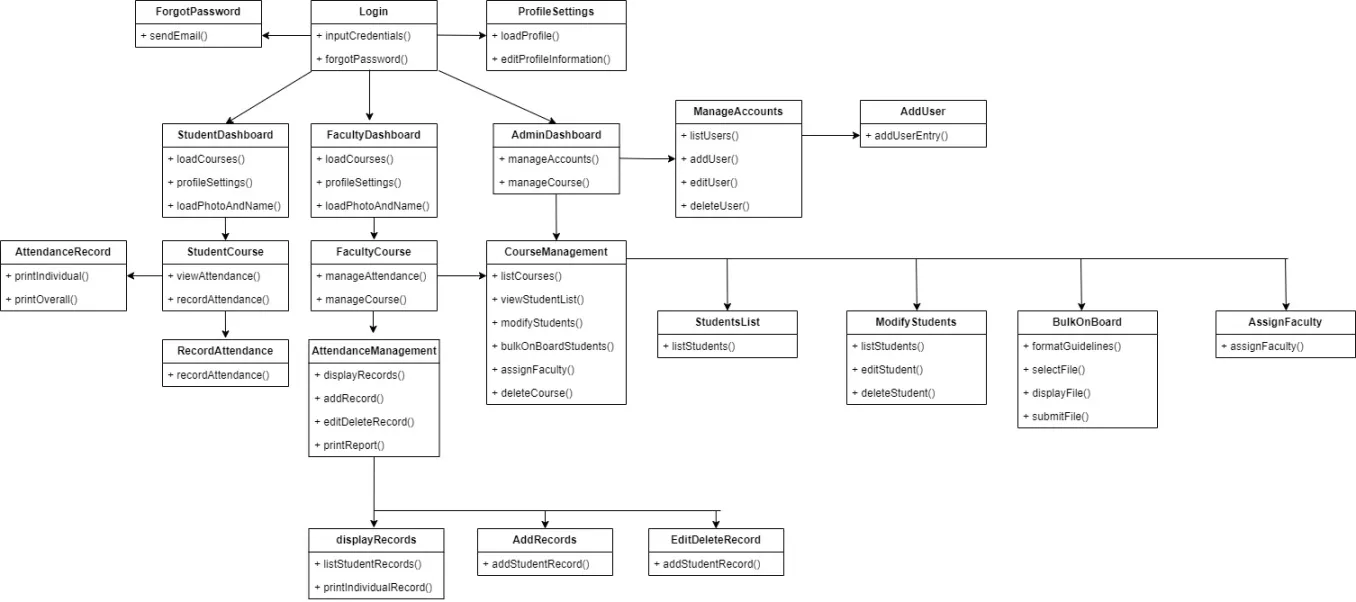 ForgotPassword
+ sendEmail()
Login
+ inputCredentials()
+ forgotPassword()
ProfileSettings
+ loadProfile()
+ editProfileInformation()
StudentDashboard
+ loadCourses()
+ profileSettings()
+ loadPhotoAndName()
FacultyDashboard
+ loadCourses()
+ profileSettings()
+ loadPhotoAndName()
AdminDashboard
+ manageAccounts()
+ manageCourse()
ManageAccounts
+ listUsers()
+ addUser()
+ editUser()
+ deleteUser()
AddUser
+ addUserEntry()
AttendanceRecord
+ printIndividual()
+ printOverall()
StudentCourse
+ viewAttendance()
+ recordAttendance()
FacultyCourse
+ manageAttendance()
+ manageCourse()
CourseManagement
+ listCourses()
+ viewStudentList()
+ modifyStudents()
+ bulkOnBoardStudents()
+ assignFaculty()
+ deleteCourse()
StudentsList
+ listStudents()
ModifyStudents
+ listStudents()
+ editStudent()
+ deleteStudent()
BulkOnBoard
+ formatGuidelines()
+ selectFile()
+ displayFile()
+ submitFile()
AssignFaculty
+ assignFaculty()
RecordAttendance
+ recordAttendance()
AttendanceManagement
+ displayRecords()
+ addRecord()
+ editDeleteRecord()
+ printReport()
displayRecords
+ listStudentRecords()
+ printIndividualRecord()
AddRecords
+ addStudentRecord()
EditDeleteRecord
+ addStudentRecord()